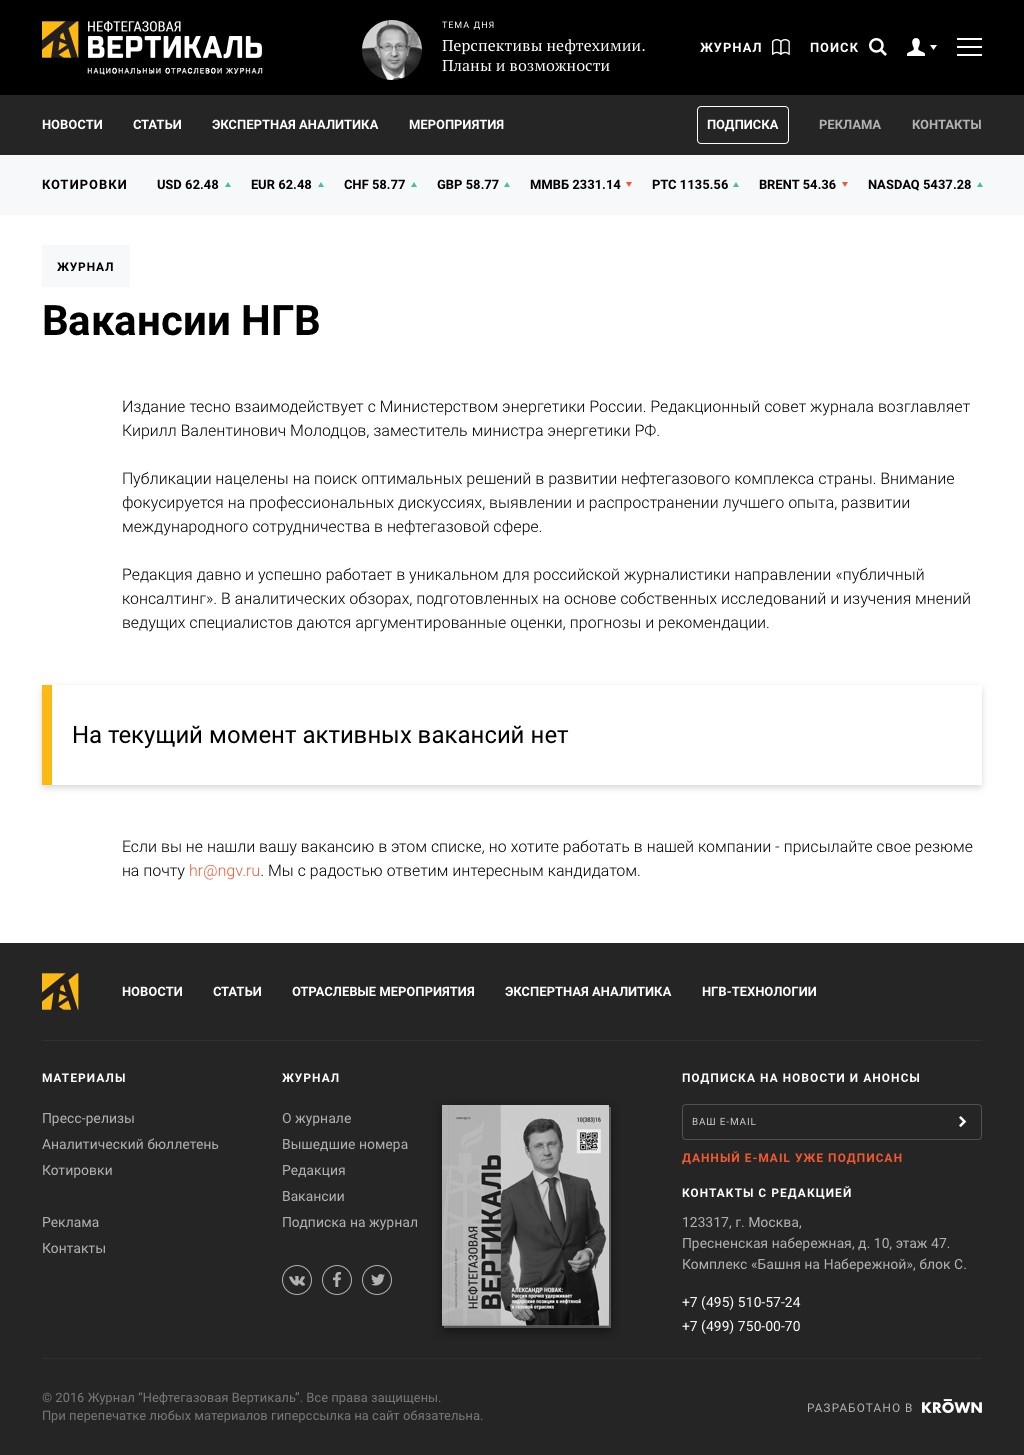 НЕФТЕГАЗОВАЯ
ВЕРТИКАЛЬ
НАЦИОНАЛЬНЫЙ ОТРАСЛЕВОЙ ЖУРНАЛ
ТЕМА ДНЯ
Перспективы нефтехимии.
Планы и возможности
ЖУРНАЛ
ПОИСК
НОВОСТИ СТАТЬИ ЭКСПЕРТНАЯ АНАЛИТИКА МЕРОПРИЯТИЯ ПОДПИСКА РЕКЛАМА КОНТАКТЫ
КОТИРОВКИ USD 62.48 EUR 62.48 CHF 58.77 GBP 58.77 ММВБ 2331.14 РТС 1135.56 BRENT 54.36 NASDAQ 5437.28
ЖУРНАЛ
Вакансии НГВ
Издание тесно взаимодействует с Министерством энергетики России. Редакционный совет журнала возглавляет
Кирилл Валентинович Молодцов, заместитель министра энергетики РФ.
Публикации нацелены на поиск оптимальных решений в развитии нефтегазового комплекса страны. Внимание
фокусируется на профессиональных дискуссиях, выявлении и распространении лучшего опыта, развитии
международного сотрудничества в нефтегазовой сфере.
Редакция давно и успешно работает в уникальном для российской журналистики направлении «публичный
консалтинг». В аналитических обзорах, подготовленных на основе собственных исследований и изучения мнений
ведущих специалистов даются аргументированные оценки, прогнозы и рекомендации.
На текущий момент активных вакансий нет
Если вы не нашли вашу вакансию в этом списке, но хотите работать в нашей компании - присылайте свое резюме
на почту hr@ngv.ru. Мы с радостью ответим интересным кандидатом.
НОВОСТИ СТАТЬИ ОТРАСЛЕВЫЕ МЕРОПРИЯТИЯ ЭКСПЕРТНАЯ АНАЛИТИКА НГВ-ТЕХНОЛОГИИ
МАТЕРИАЛЫ
Пресс-релизы
Аналитический бюллетень
Котировки
Реклама
Контакты
ЖУРНАЛ
О журнале
Вышедшие номера
Редакция
Вакансии
Подписка на журнал
10(383)16
НЕФТЕГАЗОВАЯ
ВЕРТИКАЛЬ
АЛЕКСАНДР НОВАК:
Россия прочно удерживает
лидерские позиции в нефтяной
и газовой отраслях
ПОДПИСКА НА НОВОСТИ И АНОНСЫ
ВАШ E-MAIL
ДАННЫЙ E-MAIL УЖЕ ПОДПИСАН
КОНТАКТЫ С РЕДАКЦИЕЙ
123317, г. Москва,
Пресненская набережная, д. 10, этаж 47.
Комплекс «Башня на Набережной», блок С.
+7 (495) 510-57-24
+7 (499) 750-00-70
© 2016 Журнал “Нефтегазовая Вертикаль”. Все права защищены.
При перепечатке любых материалов гиперссылка на сайт обязательна.
РАЗРАБОТАНО В KRŌWN